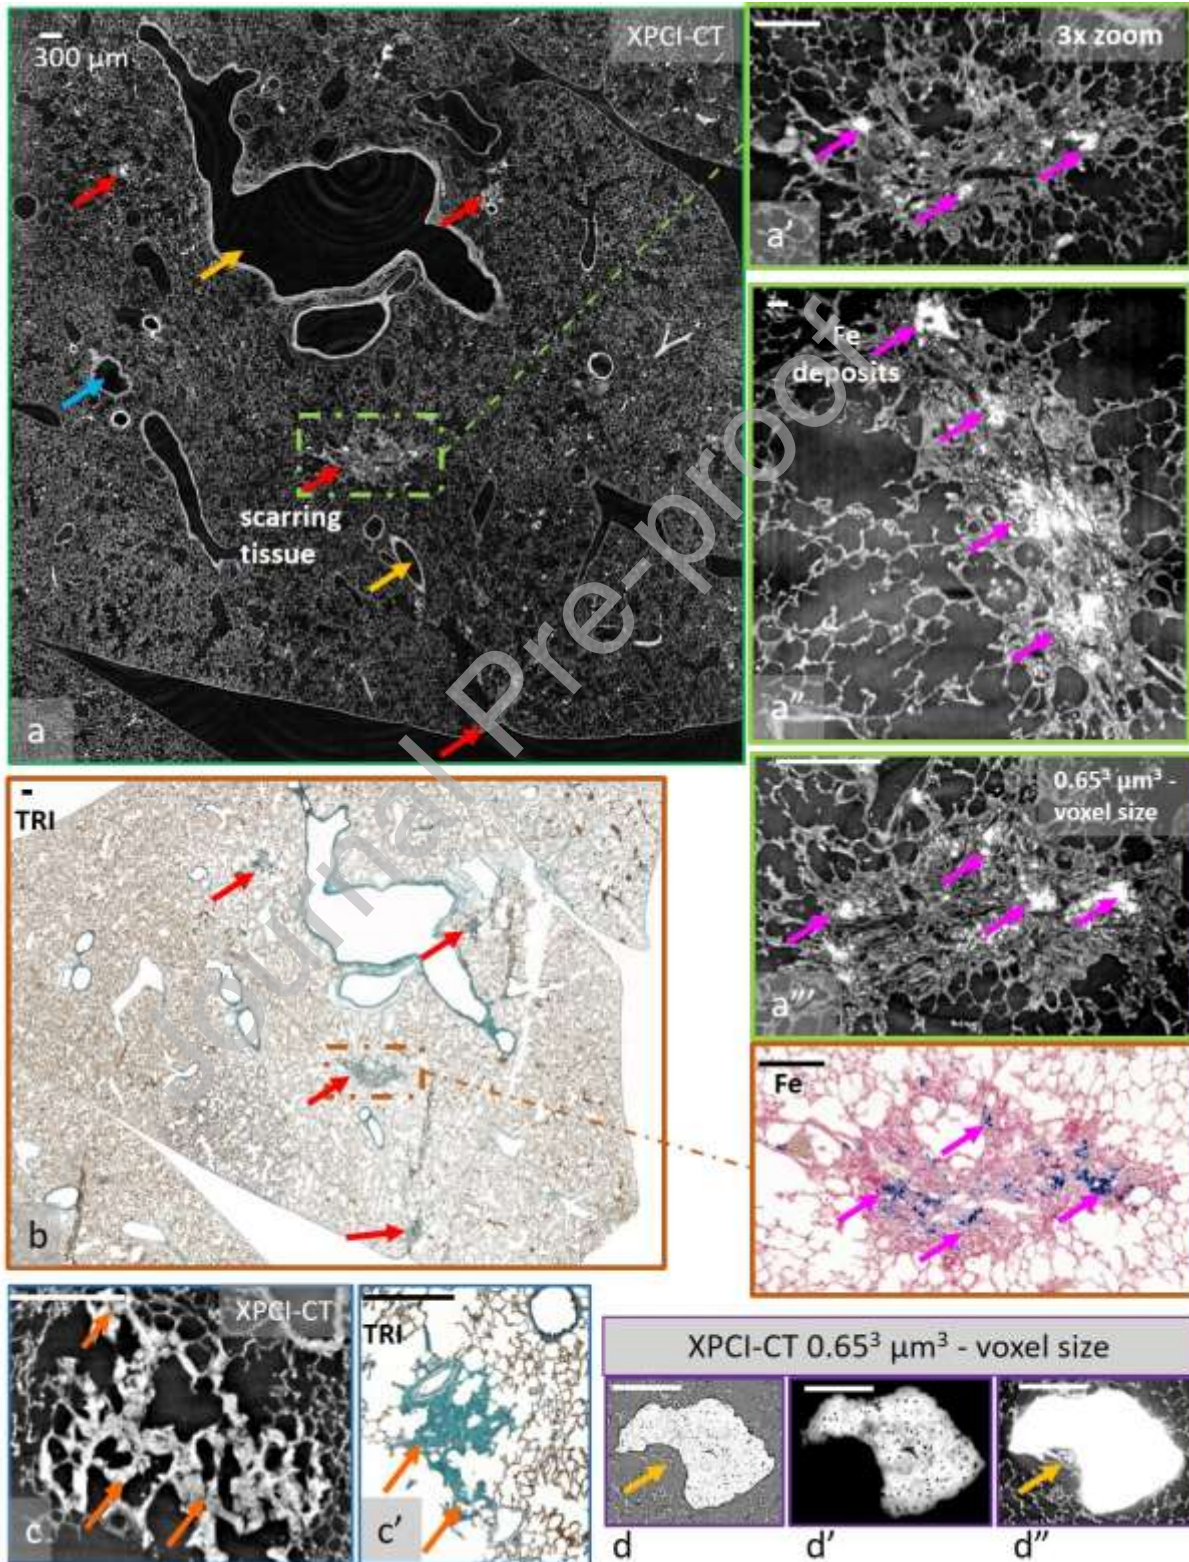 XPCI-CT
300 µm
scarring
tissue
a
3x zoom
a’
Fe
deposits
a’’
0.65³ µm³ -
voxel size
a’’’
TRI
b
Fe
XPCI-CT
c
TRI
c’
XPCI-CT 0.65³ µm³ - voxel size
d
d’
d’’
Journal Pre-proof